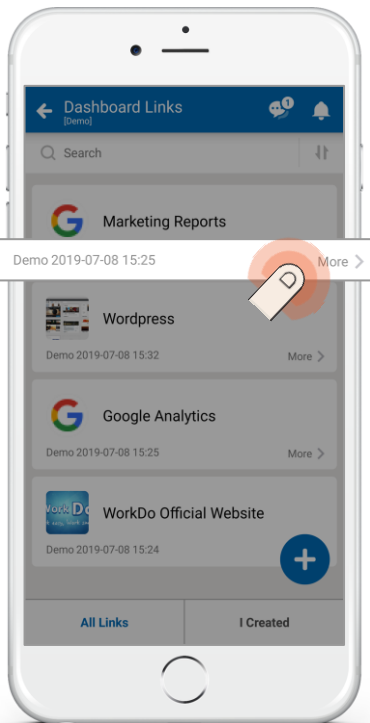 Dashboard Links
[Demo]
1
Search
Marketing Reports
Demo 2019-07-08 15:25
More
Wordpress
Demo 2019-07-08 15:32
More
Google Analytics
Demo 2019-07-08 15:25
More
WorkDo Official Website
Demo 2019-07-08 15:24
All Links
I Created